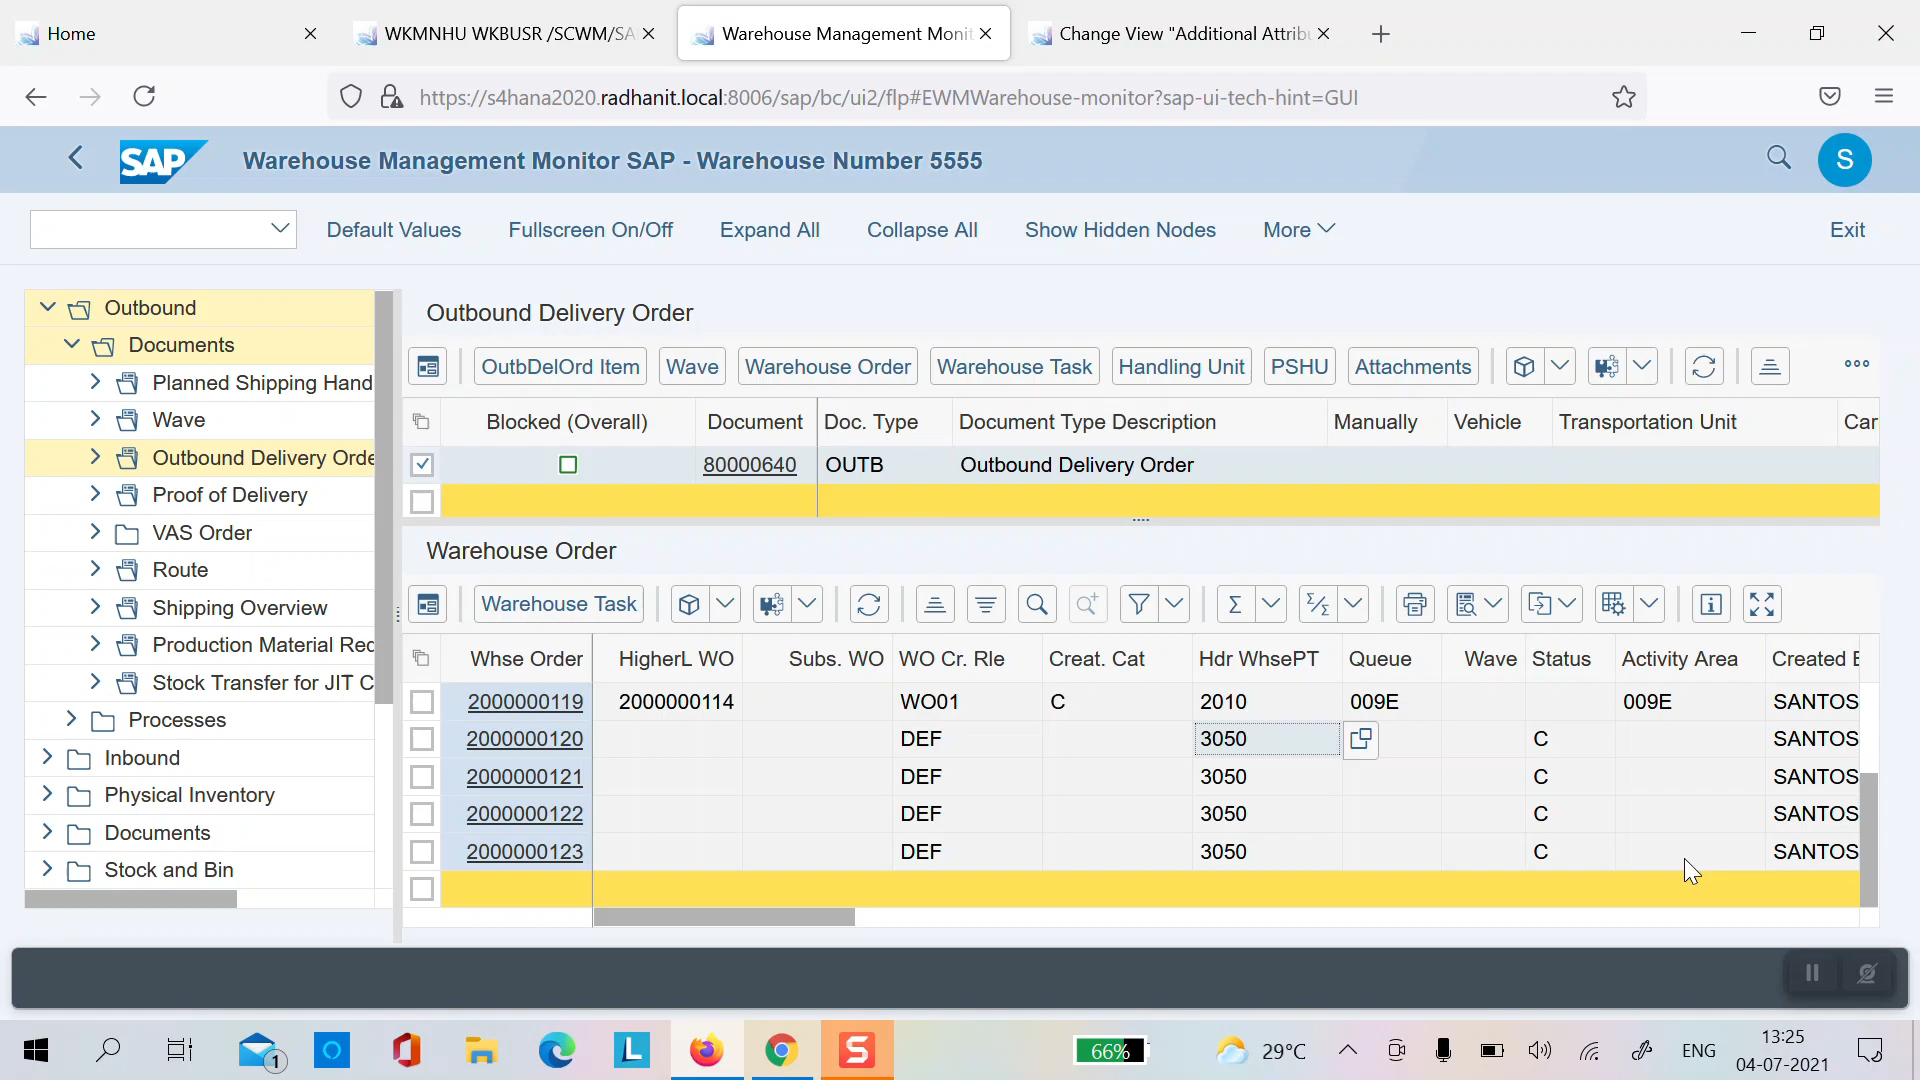 Home
WKMNHU WKBUSR /SCWM/SA
Warehouse Management Monit
Change View "Additional Attribu
https://s4hana2020.radhanit.local:8006/sap/bc/ui2/flp#EWMWarehouse-monitor?sap-ui-tech-hint=GUI
SAP
Warehouse Management Monitor SAP - Warehouse Number 5555
S
Default Values
Fullscreen On/Off
Expand All
Collapse All
Show Hidden Nodes
More
Exit
Outbound
Documents
Planned Shipping Hand
Wave
Outbound Delivery Orde
Proof of Delivery
VAS Order
Route
Shipping Overview
Production Material Rec
Stock Transfer for JIT C
Processes
Inbound
Physical Inventory
Documents
Stock and Bin
Outbound Delivery Order
OutbDelOrd Item Wave Warehouse Order Warehouse Task Handling Unit PSHU Attachments
Blocked (Overall) Document Doc. Type Document Type Description Manually Vehicle Transportation Unit Car
80000640 OUTB Outbound Delivery Order
Warehouse Order
Warehouse Task
Whse Order HigherL WO Subs. WO WO Cr. Rle Creat. Cat Hdr WhsePT Queue Wave Status Activity Area Created E
2000000119 2000000114 WO01 C 2010 009E 009E SANTOS
2000000120 DEF 3050 C SANTOS
2000000121 DEF 3050 C SANTOS
2000000122 DEF 3050 C SANTOS
2000000123 DEF 3050 C SANTOS
1
L
S
66%
29°C
ENG
13:25
04-07-2021